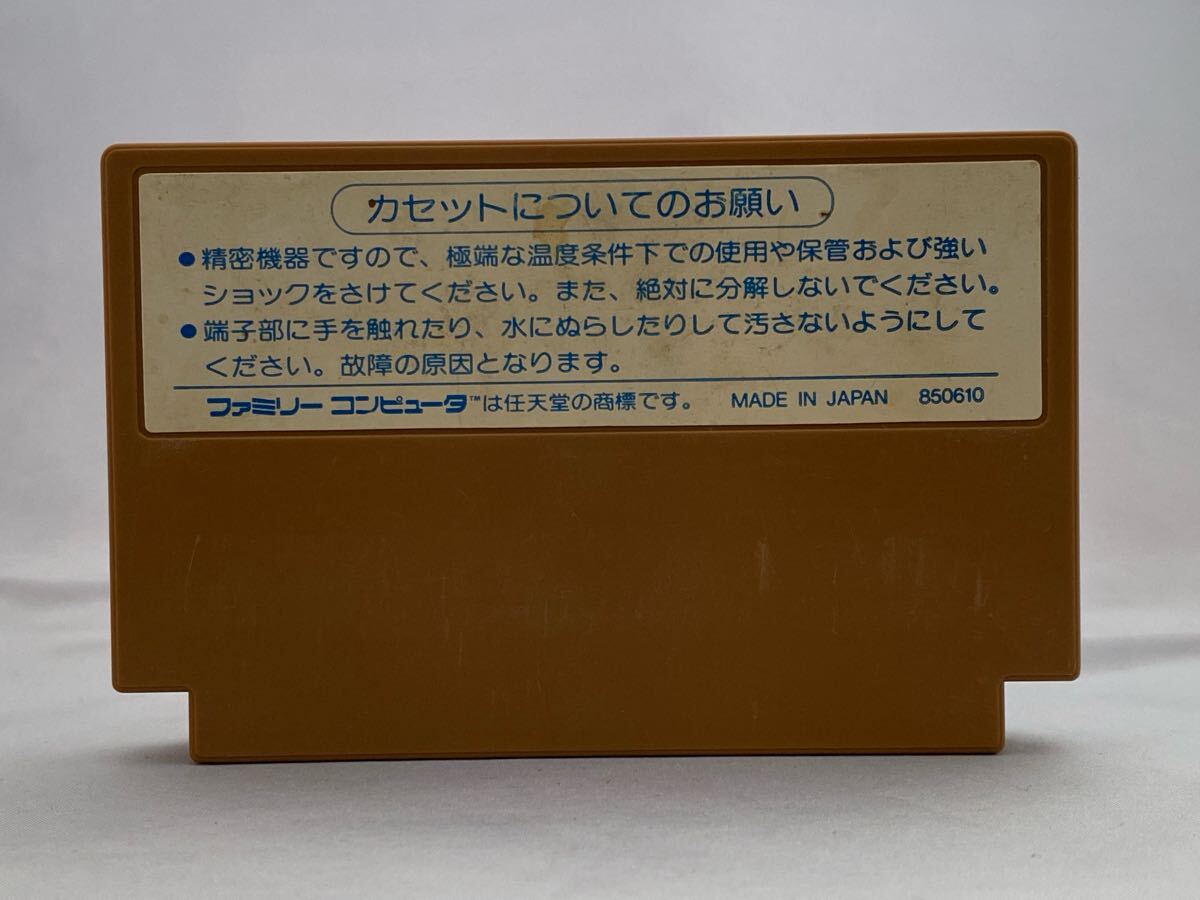 カセットについてのお願い
●精密機器ですので、極端な温度条件下での使用や保管および強い
ショックをさけてください。また、絶対に分解しないでください。
●端子部に手を触れたり、水にぬらしたりして汚さないようにして
ください。故障の原因となります。
ファミリーコンピュータ™は任天堂の商標です。 MADE IN JAPAN 850610